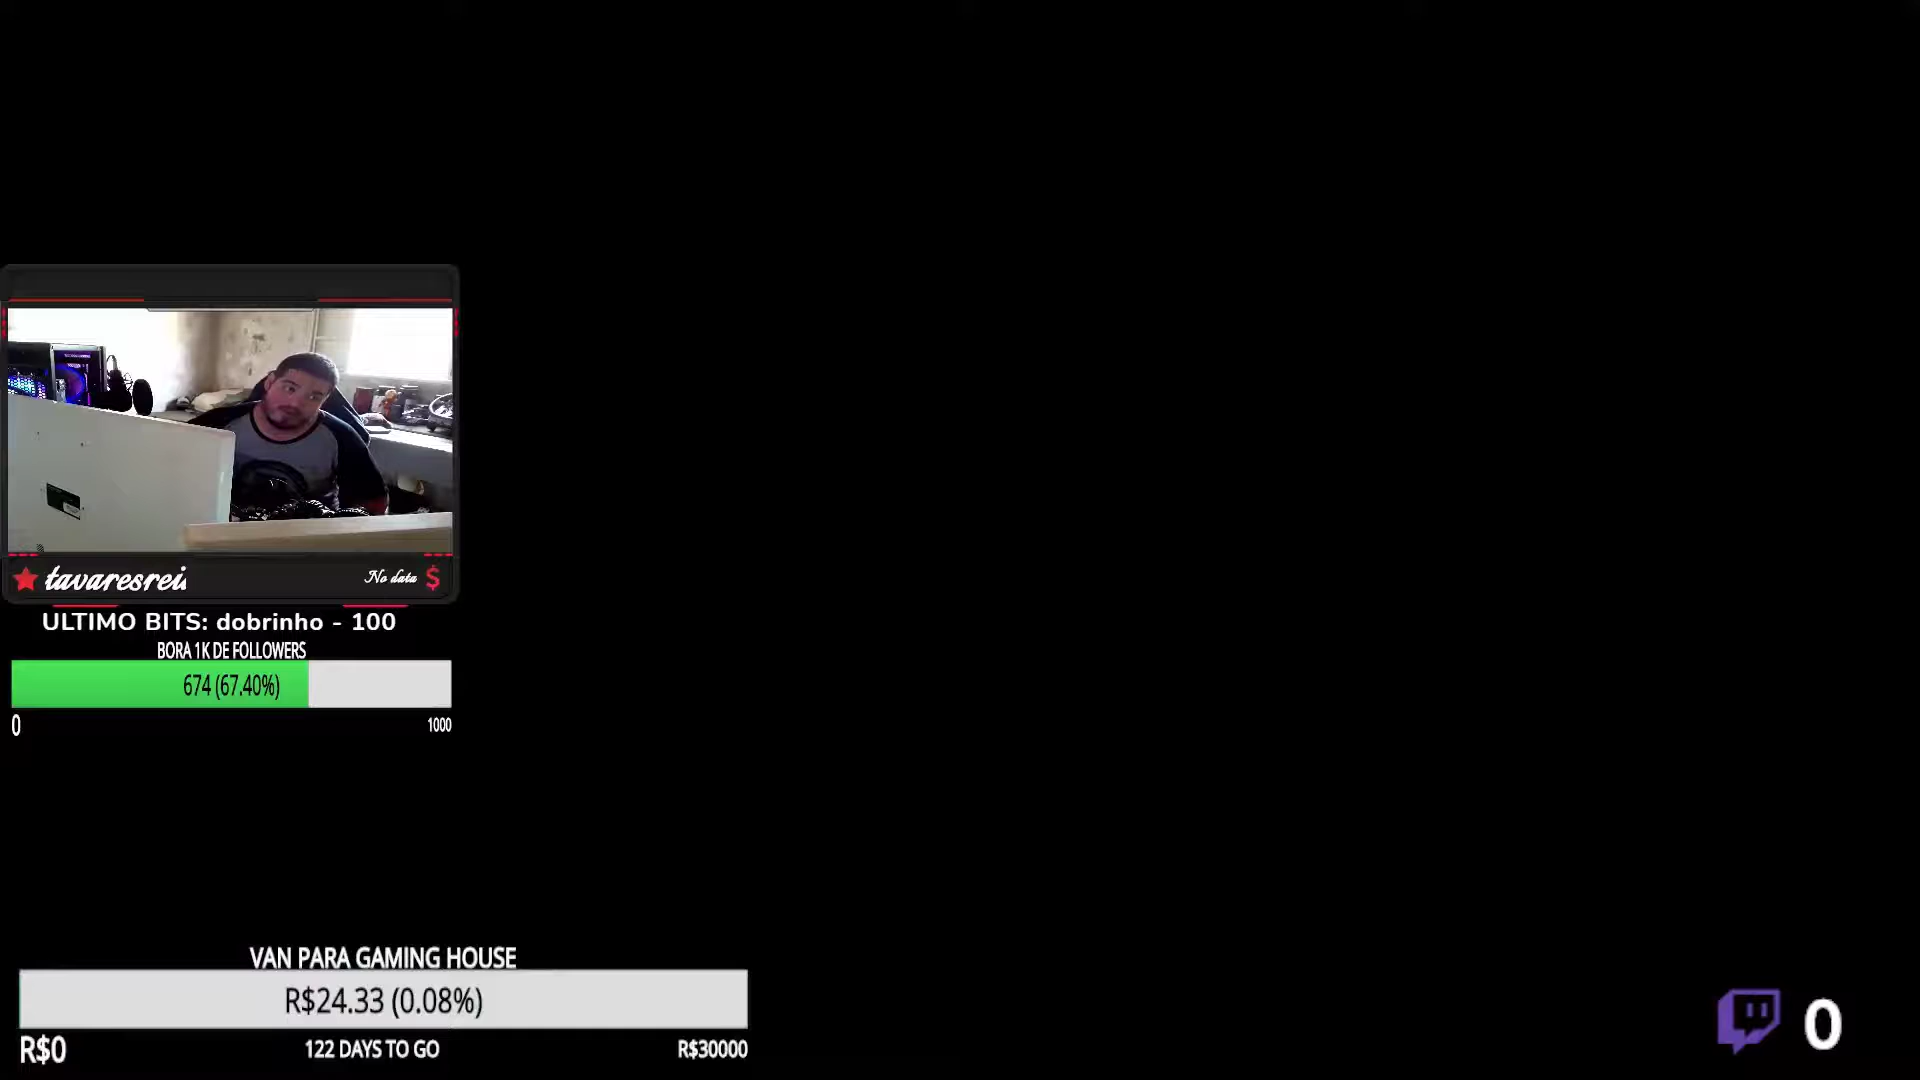 tavaresrei
No data $
ULTIMO BITS: dobrinho - 100
BORA 1K DE FOLLOWERS
674 (67.40%)
0 1000
VAN PARA GAMING HOUSE
R$24.33 (0.08%)
R$0 122 DAYS TO GO R$30000
0